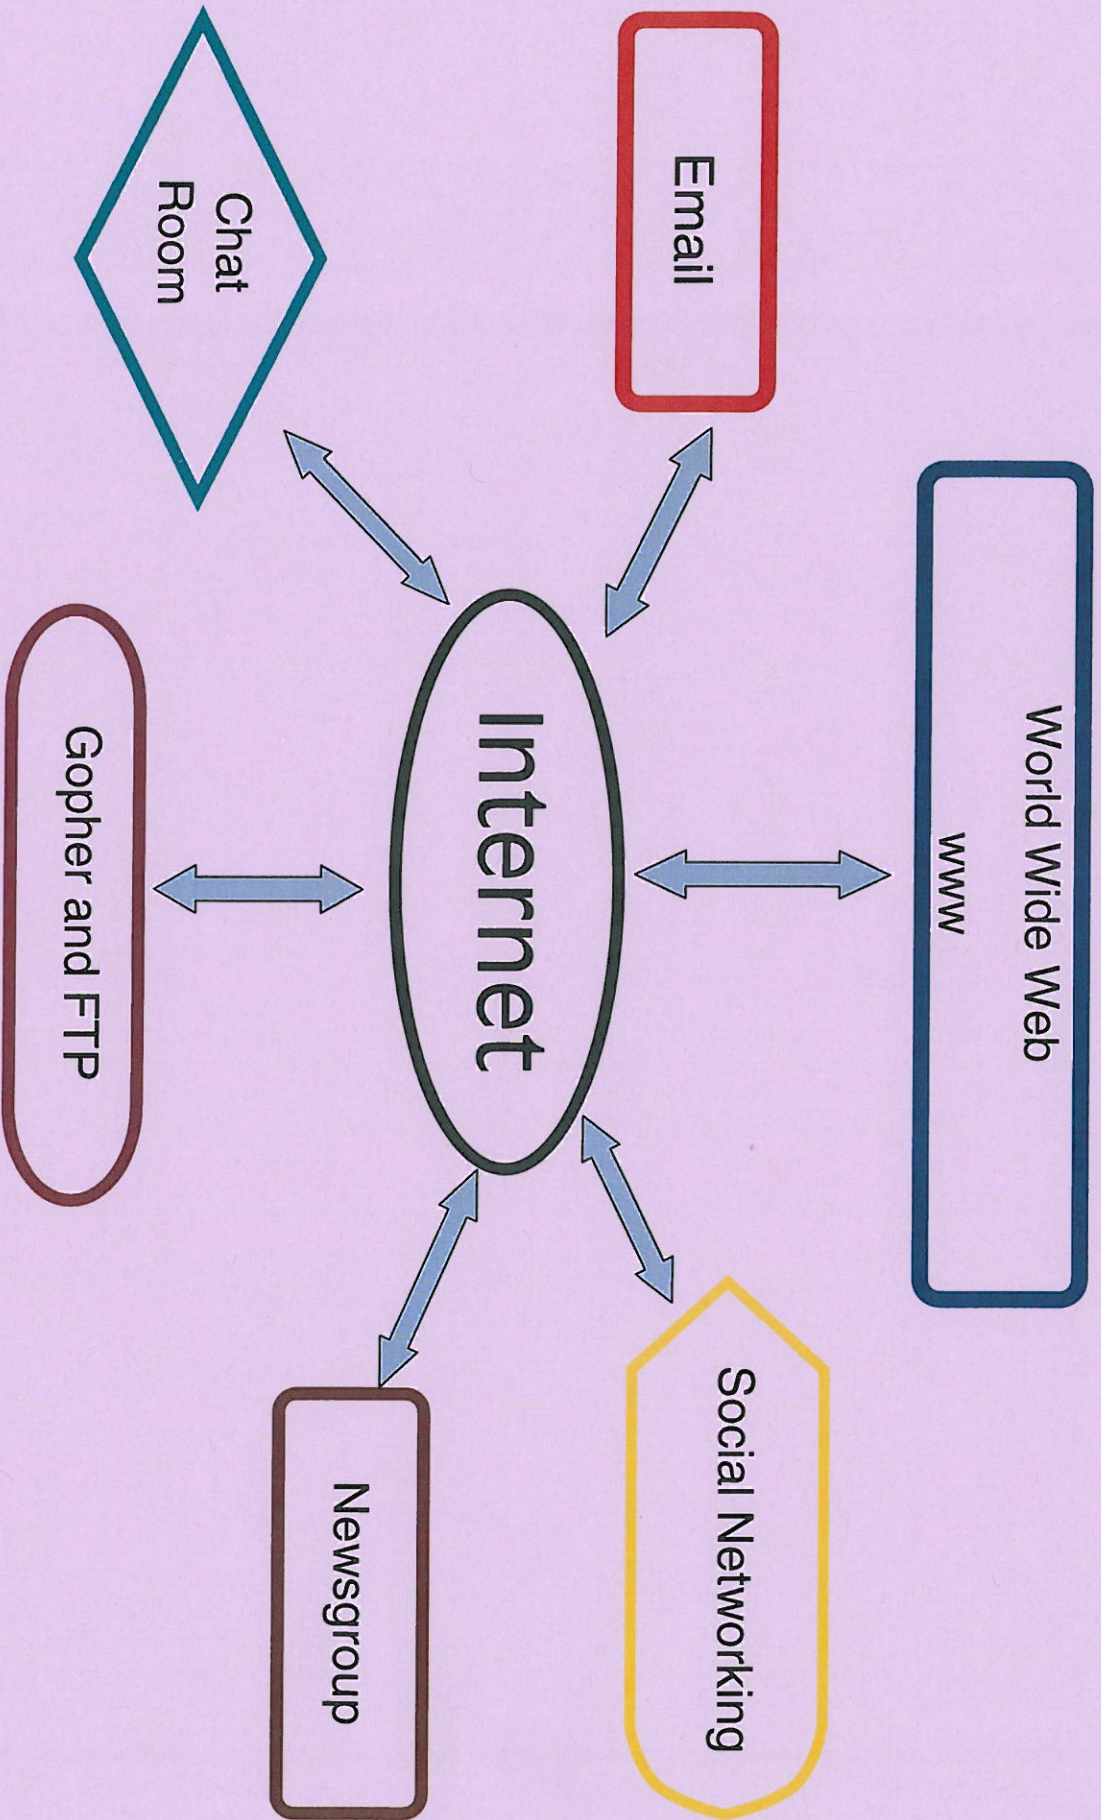 World Wide Web
www
Email
Social Networking
Internet
Chat
Room
Newsgroup
Gopher and FTP